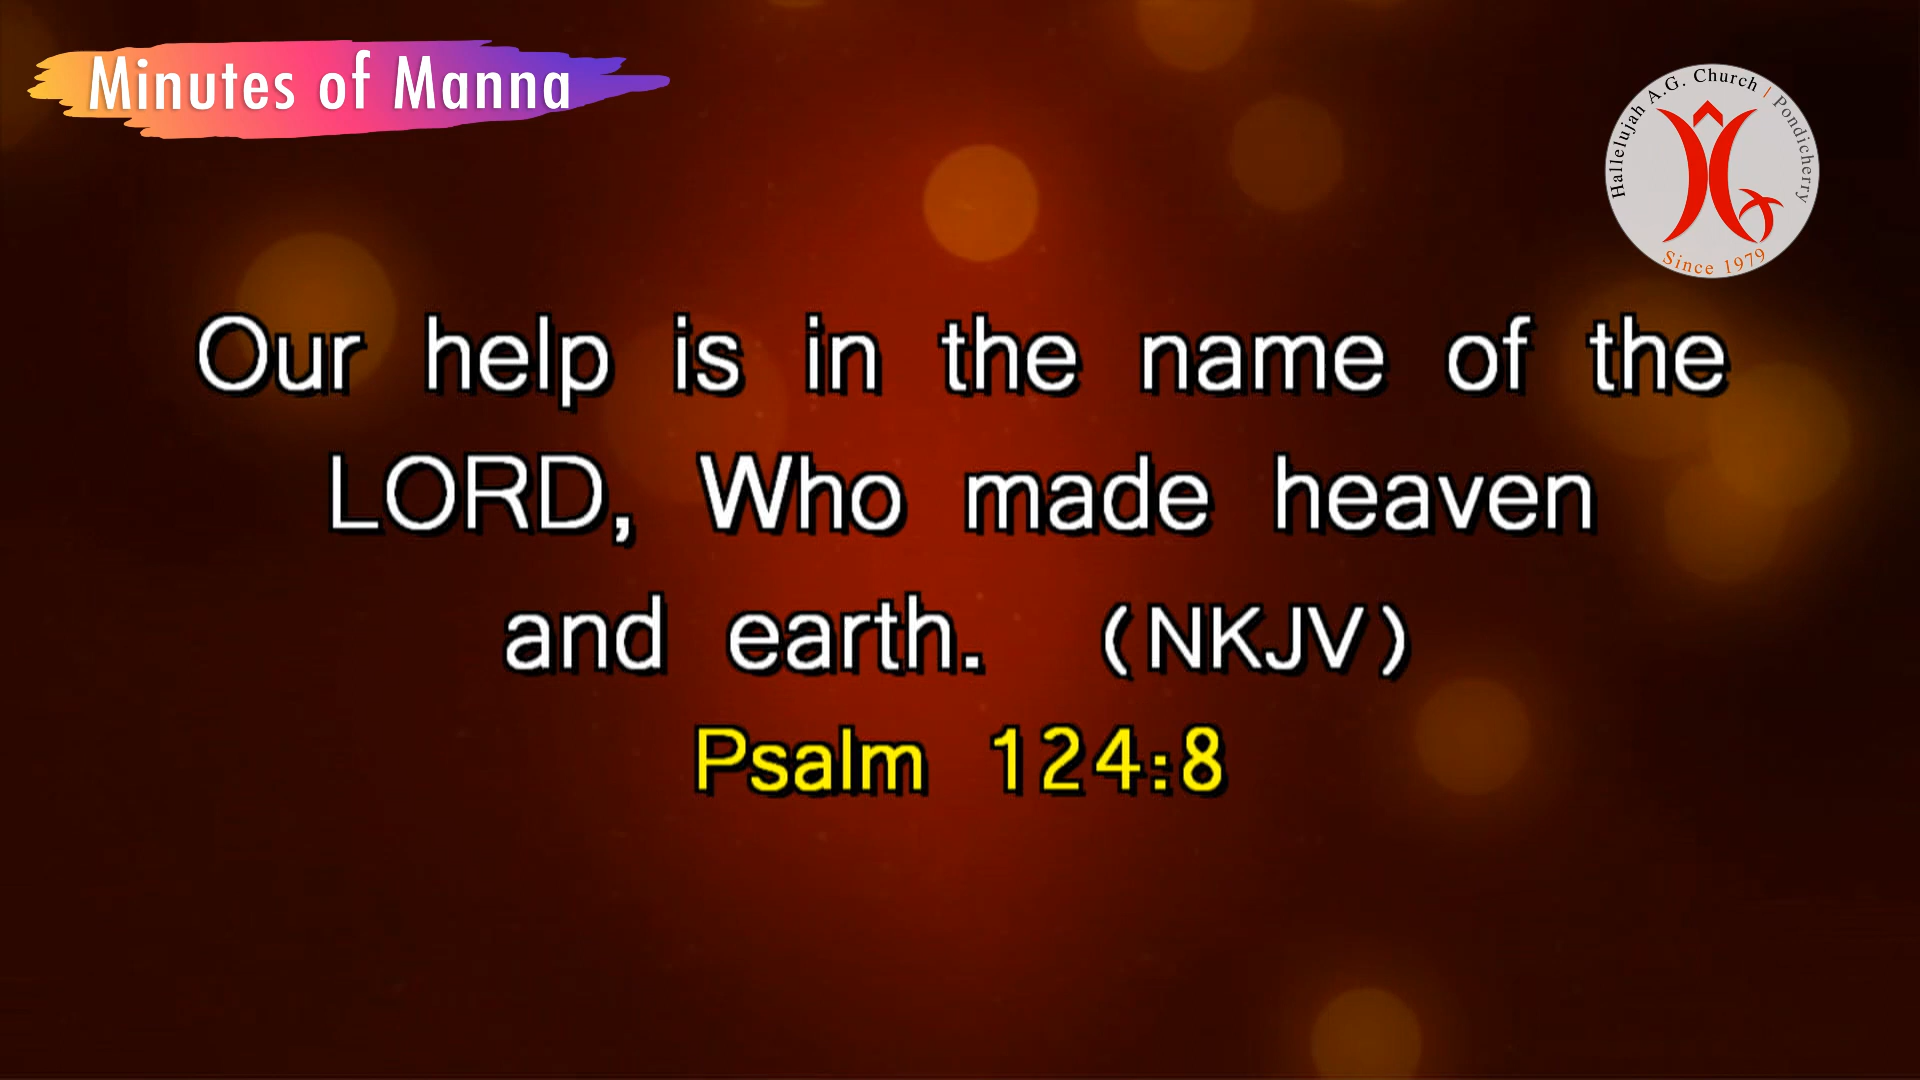 Minutes of Manna
Hallelujah A.G. Church | Pondicherry
Since 1979
Our help is in the name of the
LORD, Who made heaven
and earth. (NKJV)
Psalm 124:8